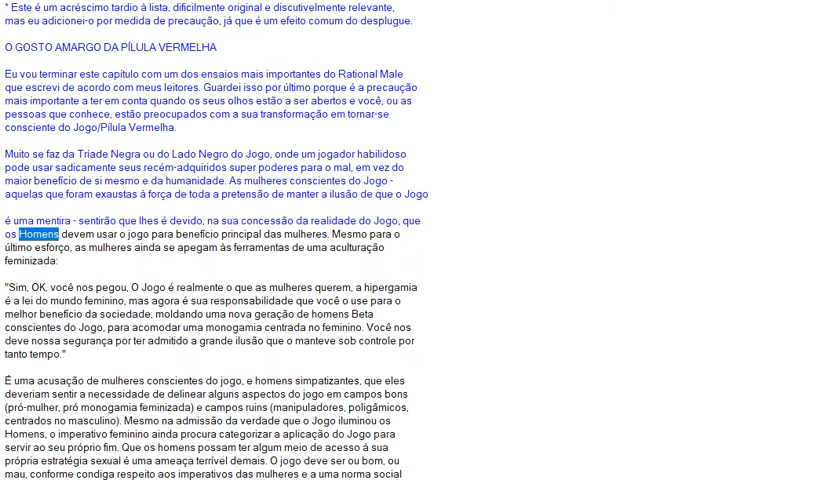 * Este é um acréscimo tardio à lista, dificilmente original e discutivelmente relevante,
mas eu adicionei-o por medida de precaução, já que é um efeito comum do desplugue.
O GOSTO AMARGO DA PÍLULA VERMELHA
Eu vou terminar este capítulo com um dos ensaios mais importantes do Rational Male
que escrevi de acordo com meus leitores. Guardei isso por último porque é a precaução
mais importante a ter em conta quando os seus olhos estão a ser abertos e você, ou as
pessoas que conhece, estão preocupados com a sua transformação em tornar-se
consciente do Jogo/Pílula Vermelha.
Muito se faz da Tríade Negra ou do Lado Negro do Jogo, onde um jogador habilidoso
pode usar sadicamente seus recém-adquiridos super poderes para o mal, em vez do
maior benefício de si mesmo e da humanidade. As mulheres conscientes do Jogo -
aquelas que foram exaustas à força de toda a pretensão de manter a ilusão de que o Jogo
é uma mentira - sentirão que lhes é devido, na sua concessão da realidade do Jogo, que
os Homens devem usar o jogo para benefício principal das mulheres. Mesmo para o
último esforço, as mulheres ainda se apegam às ferramentas de uma aculturação
feminizada:
"Sim, OK, você nos pegou, O Jogo é realmente o que as mulheres querem, a hipergamia
é a lei do mundo feminino, mas agora é sua responsabilidade que você o use para o
melhor benefício da sociedade, moldando uma nova geração de homens Beta
conscientes do Jogo, para acomodar uma monogamia centrada no feminino. Você nos
deve nossa segurança por ter admitido a grande ilusão que o manteve sob controle por
tanto tempo."
É uma acusação de mulheres conscientes do jogo, e homens simpatizantes, que eles
deveriam sentir a necessidade de delinear alguns aspectos do jogo em campos bons
(pró-mulher, pró monogamia feminizada) e campos ruins (manipuladores, poligâmicos,
centrados no masculino). Mesmo na admissão da verdade que o Jogo iluminou os
Homens, o imperativo feminino ainda procura categorizar a aplicação do Jogo para
servir ao seu próprio fim. Que os homens possam ter algum meio de acesso à sua
própria estratégia sexual é uma ameaça terrível demais. O jogo deve ser ou bom, ou
mau, conforme condiga respeito aos imperativos das mulheres e a uma norma social